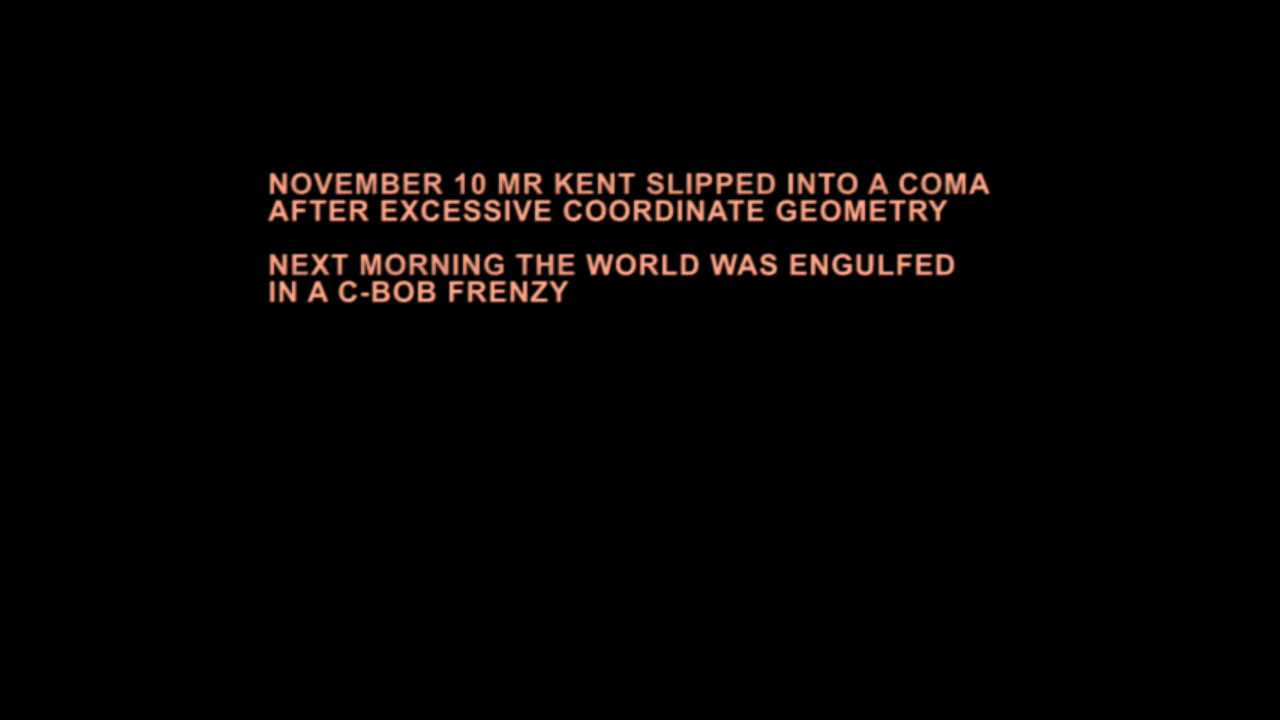 NOVEMBER 10 MR KENT SLIPPED INTO A COMA
AFTER EXCESSIVE COORDINATE GEOMETRY
NEXT MORNING THE WORLD WAS ENGULFED
IN A C-BOB FRENZY